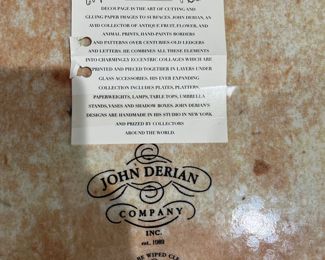 DECOUPAGE IS THE ART OF CUTTING AND
GLUING PAPER IMAGES TO SURFACES. JOHN DERIAN, AN
AVID COLLECTOR OF ANTIQUE FRUIT, FLOWER, AND
ANIMAL PRINTS, HAND-PAINTS BORDERS
AND PATTERNS OVER CENTURIES-OLD LEDGERS
AND LETTERS. HE COMBINES ALL THESE ELEMENTS
INTO CHARMINGLY ECCENTRIC COLLAGES WHICH ARE
PRINTED AND PIECED TOGETHER IN LAYERS UNDER
GLASS ACCESSORIES. HIS EVER EXPANDING
COLLECTION INCLUDES PLATES, PLATTERS,
PAPERWEIGHTS, LAMPS, TABLE TOPS, UMBRELLA
STANDS, VASES AND SHADOW BOXES. JOHN DERIAN'S
DESIGNS ARE HANDMADE IN HIS STUDIO IN NEW YORK,
AND PRIZED BY COLLECTORS
AROUND THE WORLD.
JOHN DERIAN
COMPANY
INC.
est. 1989
BE WIPED CLE